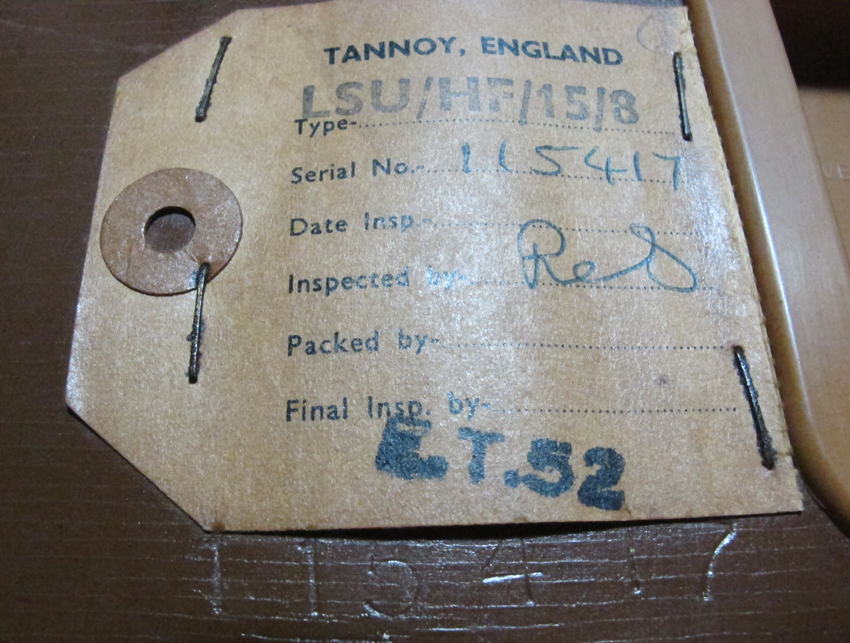 TANNOY, ENGLAND
LSU/HF/15/8
Type-
Serial No.- 115417
Date Insp.-
Inspected by-
Packed by-
Final Insp. by-
E.T.52
115417